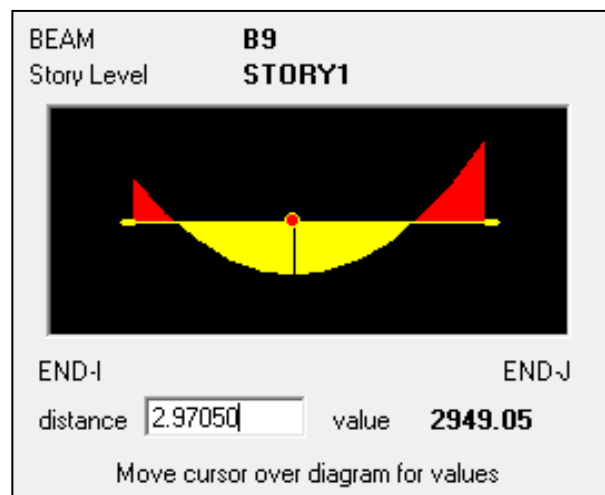 BEAM B9
Story Level STORY1
END-I END-J
distance 2.97050 value 2949.05
Move cursor over diagram for values